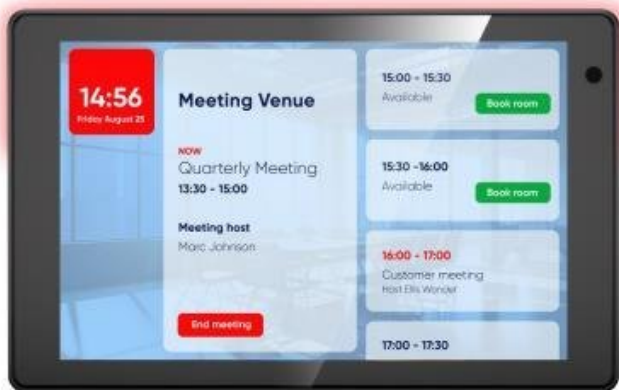 14:56
Friday August 25
Meeting Venue
NOW
Quarterly Meeting
13:30 - 15:00
Meeting host
Marc Johnson
End meeting
15:00 - 15:30
Available
Book room
15:30 -16:00
Available
Book room
16:00 - 17:00
Customer meeting
Host Ellis Wonder
17:00 - 17:30